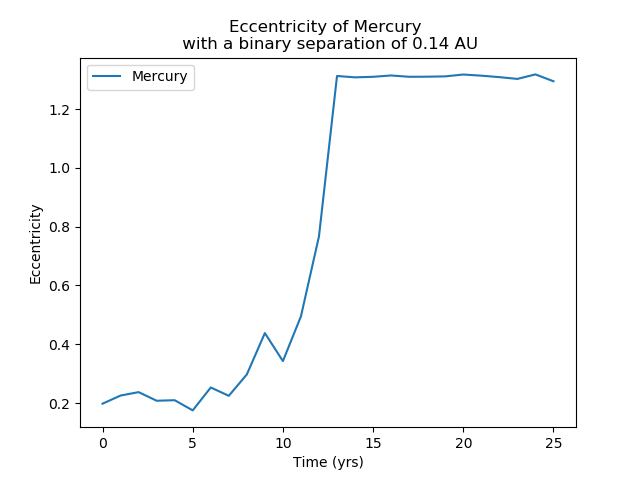 Eccentricity of Mercury
with a binary separation of 0.14 AU
Mercury
1.2
1.0
0.8
0.6
0.4
0.2
Eccentricity
0 5 10 15 20 25
Time (yrs)